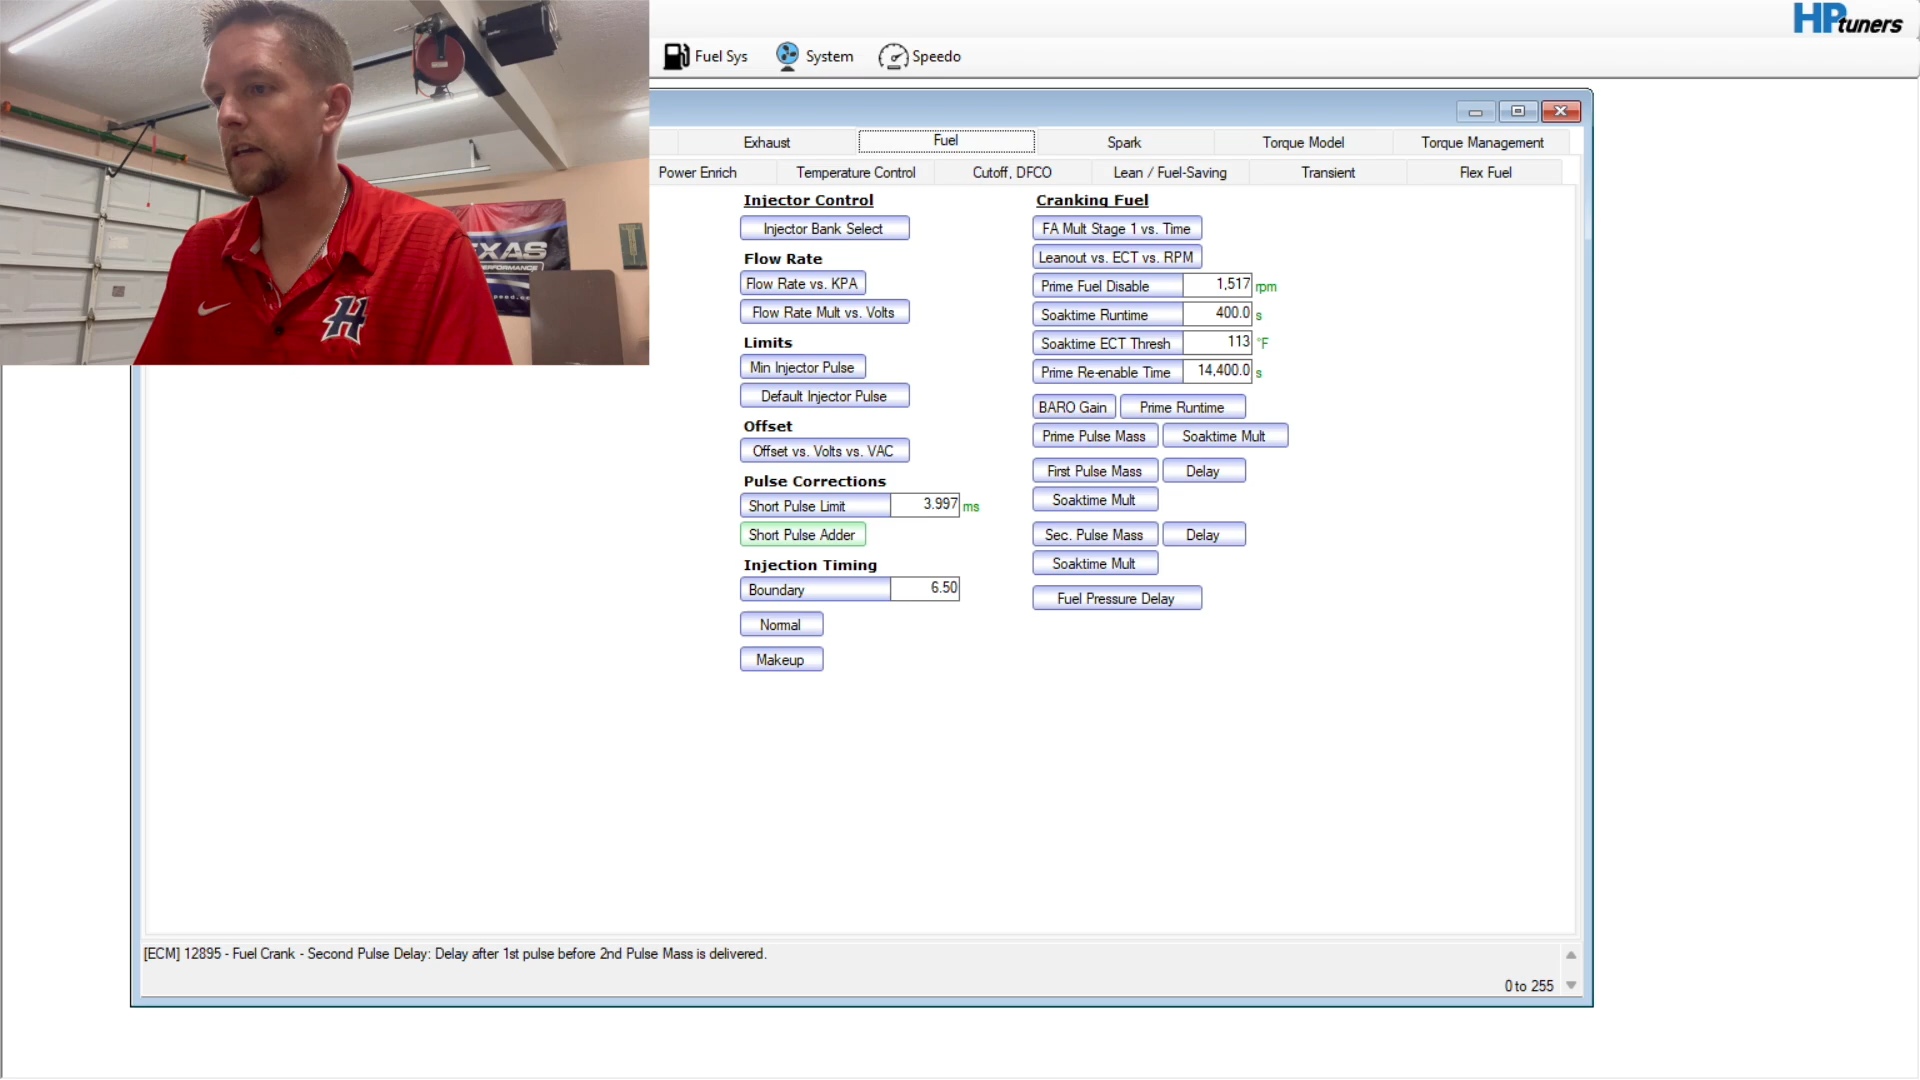 HPtuners
Fuel Sys
System
Speedo
Exhaust
Fuel
Spark
Torque Model
Torque Management
Power Enrich
Temperature Control
Cutoff, DFCO
Lean / Fuel-Saving
Transient
Flex Fuel
Injector Control
Injector Bank Select
Flow Rate
Flow Rate vs. KPA
Flow Rate Mult vs. Volts
Limits
Min Injector Pulse
Default Injector Pulse
Offset
Offset vs. Volts vs. VAC
Pulse Corrections
Short Pulse Limit 3.997 ms
Short Pulse Adder
Injection Timing
Boundary 6.50
Normal
Makeup
Cranking Fuel
FA Mult Stage 1 vs. Time
Leanout vs. ECT vs. RPM
Prime Fuel Disable 1,517 rpm
Soaktime Runtime 400.0 s
Soaktime ECT Thresh 113 °F
Prime Re-enable Time 14,400.0 s
BARO Gain Prime Runtime
Prime Pulse Mass Soaktime Mult
First Pulse Mass Delay
Soaktime Mult
Sec. Pulse Mass Delay
Soaktime Mult
Fuel Pressure Delay
[ECM] 12895 - Fuel Crank - Second Pulse Delay: Delay after 1st pulse before 2nd Pulse Mass is delivered.
0 to 255
EXAS
PERFORMANCE
H